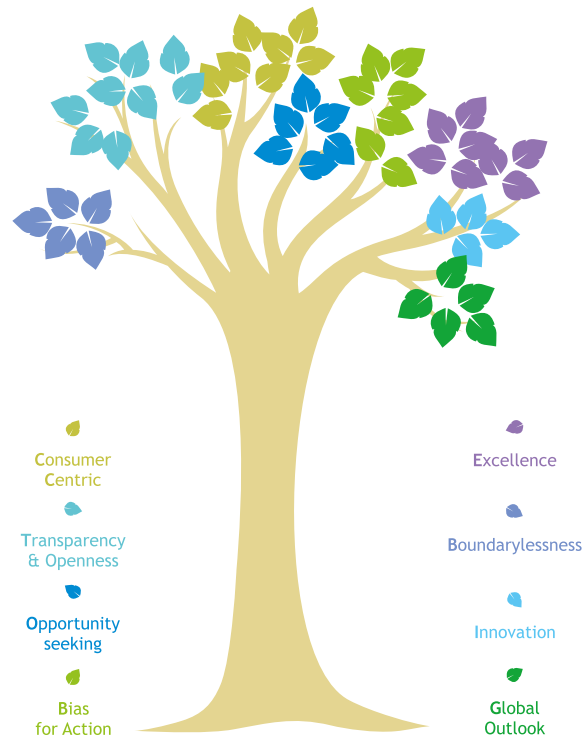 Consumer
Centric
Transparency
& Openness
Opportunity
seeking
Bias
for Action
Excellence
Boundarylessness
Innovation
Global
Outlook